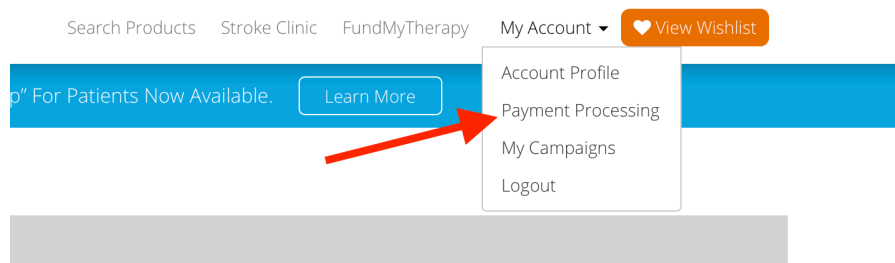 Search Products Stroke Clinic FundMyTherapy My Account View Wishlist
Account Profile
p" For Patients Now Available. Learn More
Payment Processing
My Campaigns
Logout